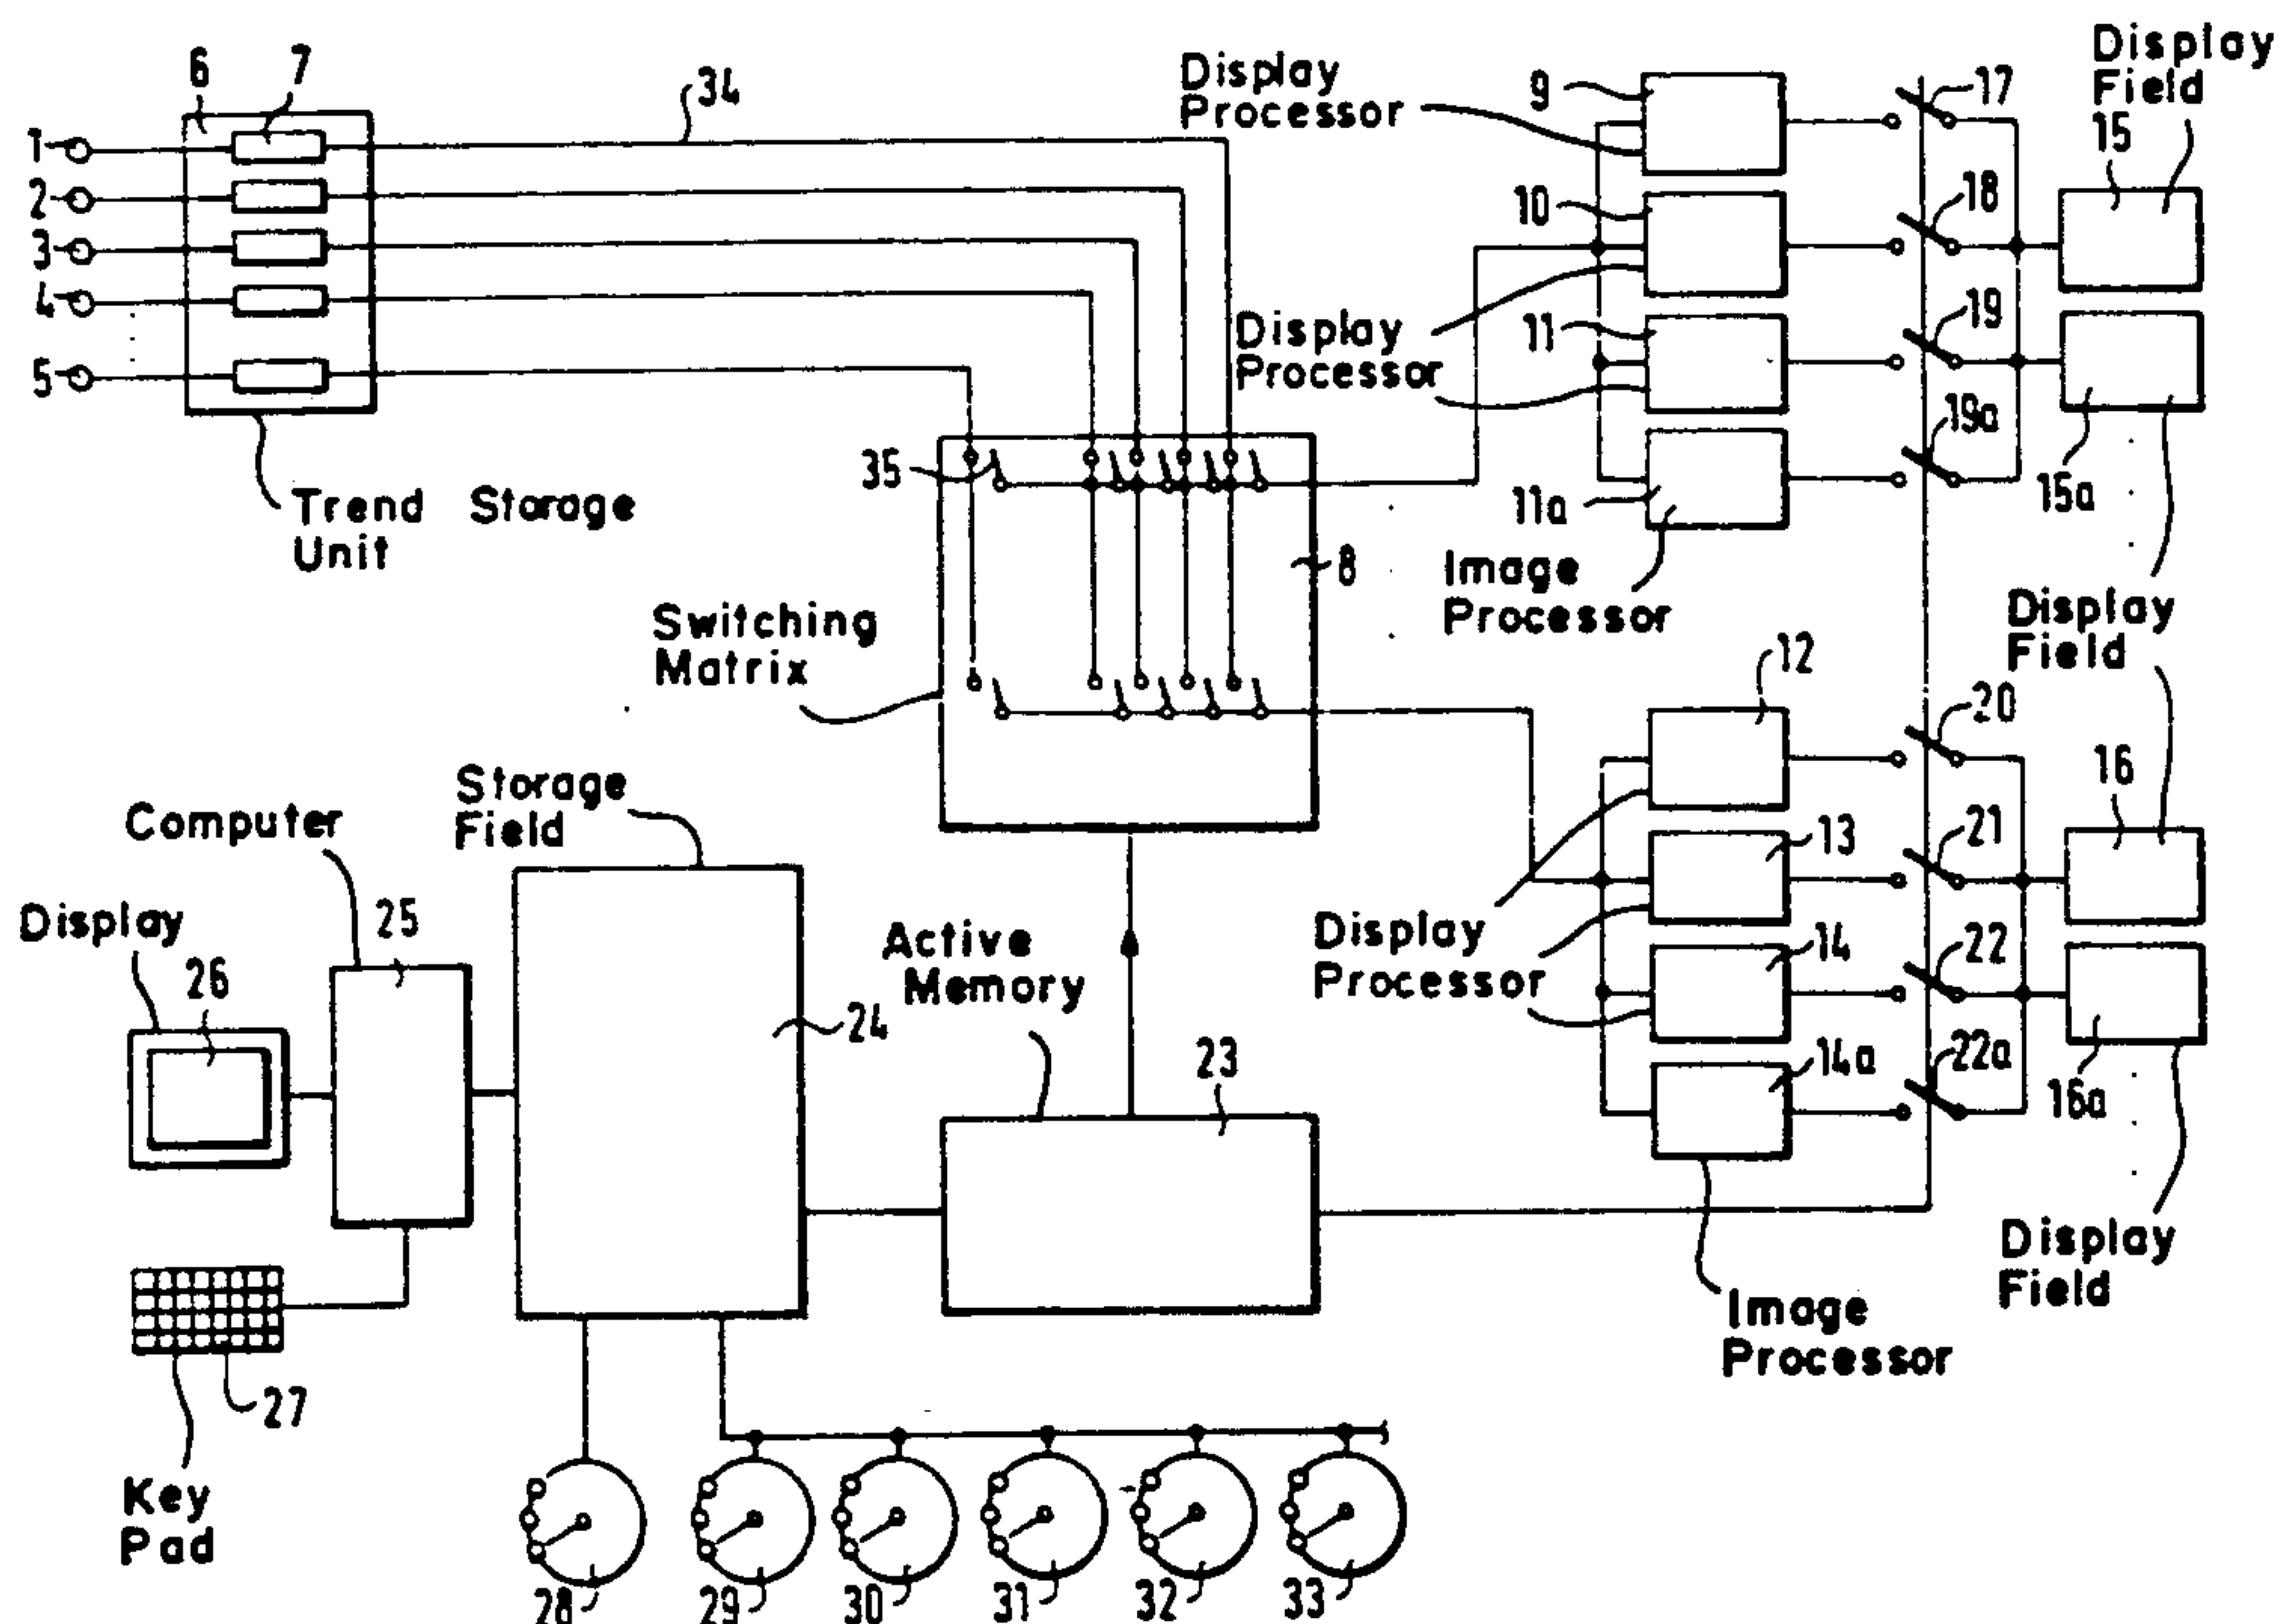 6
7
34
1
2
3
4
5
Trend Storage
Unit
Display
Processor
9
10
Display
Processor
11
11a
Image
Processor
17
18
19
19a
Display
Field
15
15a
Display
Field
35
8
Switching
Matrix
12
13
14
14a
Display
Processor
20
21
22
22a
16
16a
Display
Field
Image
Processor
Computer
Storage
Field
Display
26
25
24
Active
Memory
23
27
Key
Pad
28
29
30
31
32
33